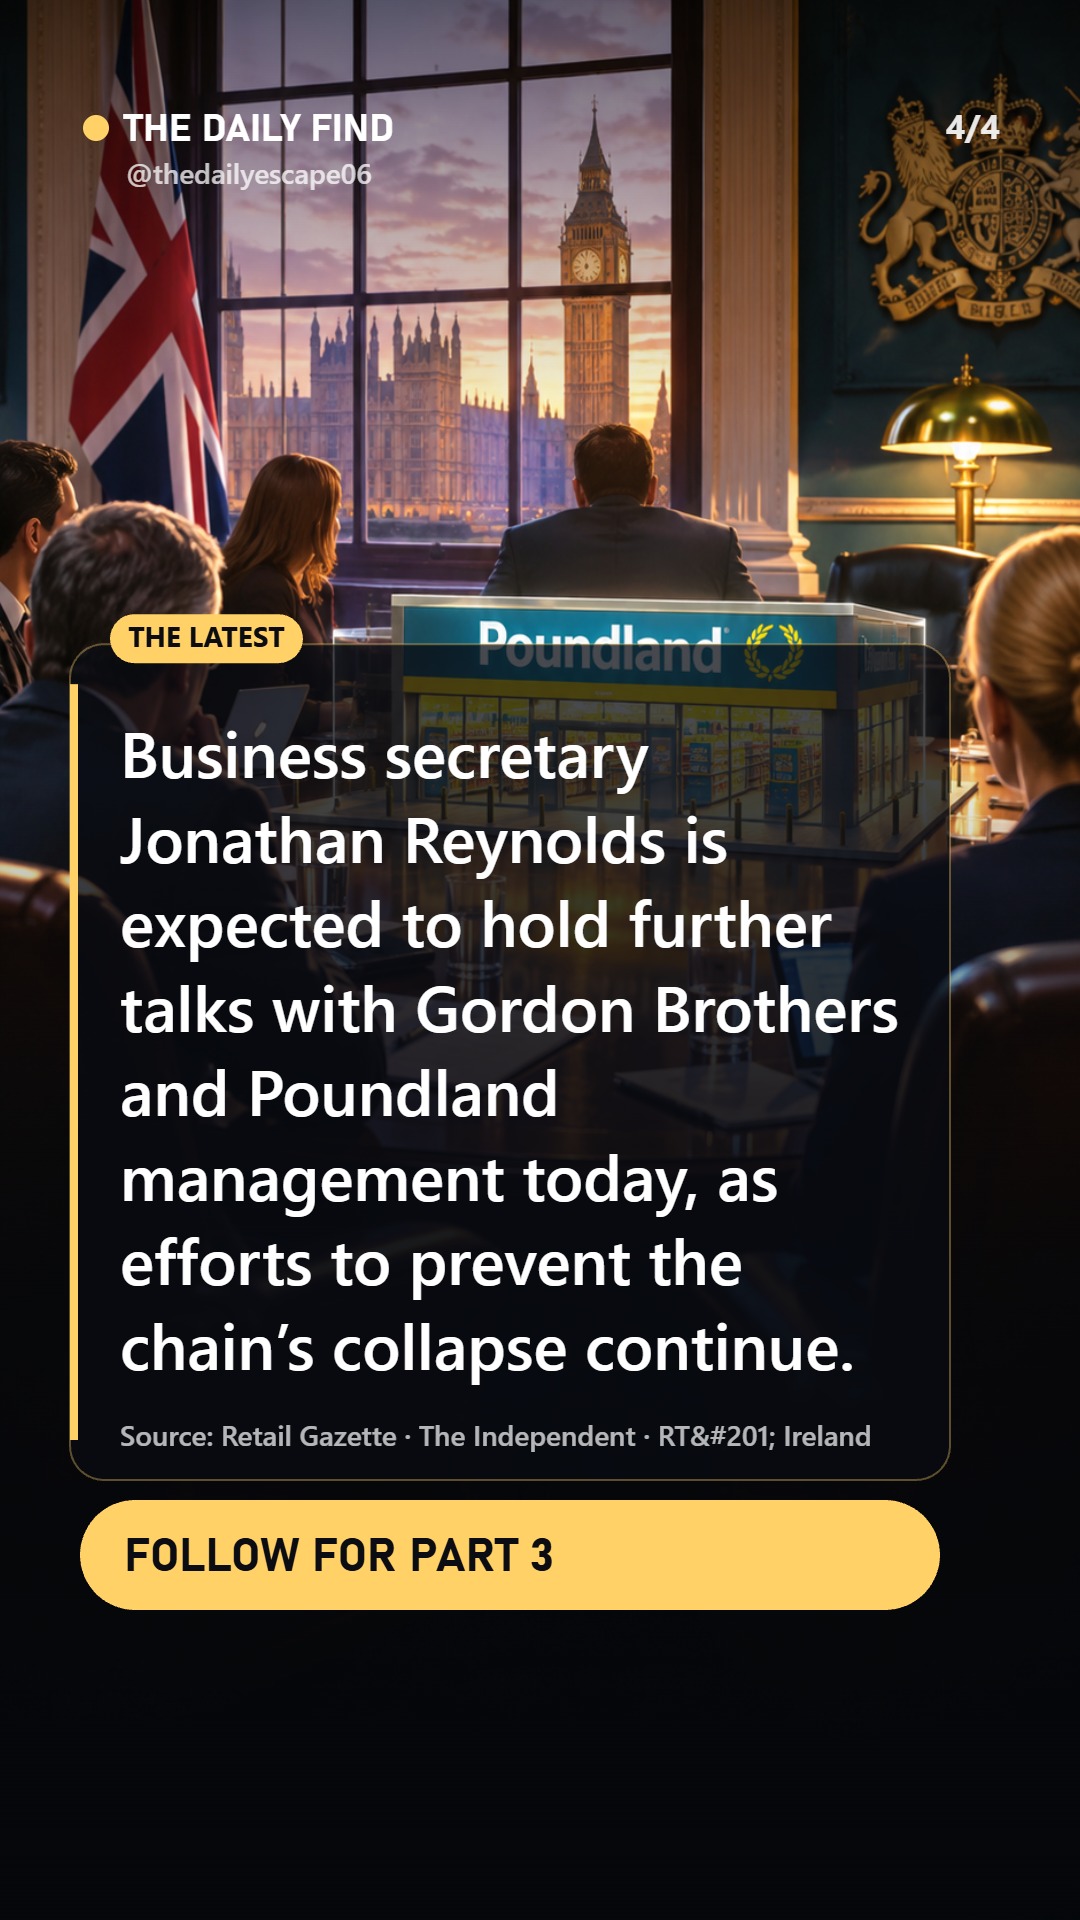 THE DAILY FIND
@thedailyescape06
4/4
Poundland
THE LATEST
Business secretary
Jonathan Reynolds is
expected to hold further
talks with Gordon Brothers
and Poundland
management today, as
efforts to prevent the
chain’s collapse continue.
Source: Retail Gazette · The Independent · RT&#201; Ireland
FOLLOW FOR PART 3